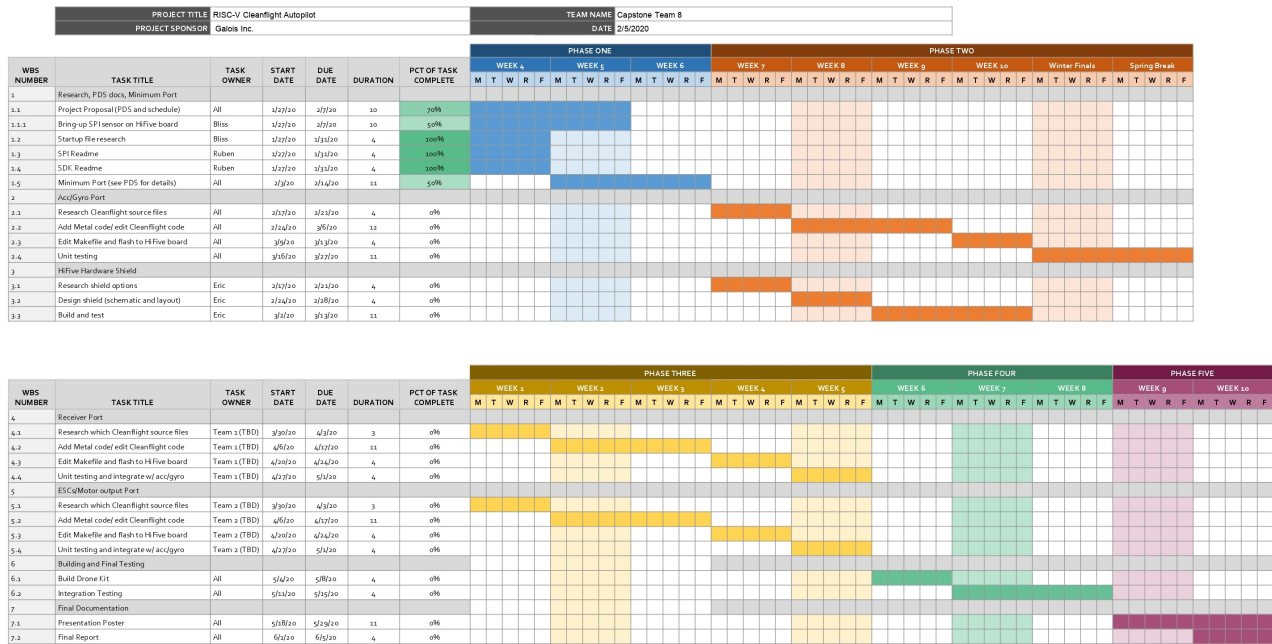 PROJECT TITLE RISC-V Cleanflight Autopilot TEAM NAME Capstone Team 8
PROJECT SPONSOR Galois Inc. DATE 2/5/2020
PHASE ONE PHASE TWO
WBS NUMBER TASK TITLE TASK OWNER START DATE DUE DATE DURATION PCT OF TASK COMPLETE WEEK 4 WEEK 5 WEEK 6 WEEK 7 WEEK 8 WEEK 9 WEEK 10 Winter Finals Spring Break
M T W R F M T W R F M T W R F M T W R F M T W R F M T W R F M T W R F M T W R F M T W R F
1 Research, PDS docs, Minimum Port
1.1 Project Proposal (PDS and schedule) All 1/27/20 2/7/20 10 70%
1.1.1 Bring-up SPI sensor on HiFive board Bliss 1/27/20 2/7/20 10 50%
1.2 Startup file research Bliss 1/27/20 1/31/20 4 100%
1.3 SPI Readme Ruben 1/27/20 1/31/20 4 100%
1.4 SDK Readme Ruben 1/27/20 1/31/20 4 100%
1.5 Minimum Port (see PDS for details) All 2/3/20 2/14/20 11 50%
2 Acc/Gyro Port
2.1 Research Cleanflight source files All 2/17/20 2/21/20 4 0%
2.2 Add Metal code/ edit Cleanflight code All 2/24/20 3/6/20 12 0%
2.3 Edit Makefile and flash to HiFive board All 3/9/20 3/13/20 4 0%
2.4 Unit testing All 3/16/20 3/27/20 11 0%
3 HiFive Hardware Shield
3.1 Research shield options Eric 2/17/20 2/21/20 4 0%
3.2 Design shield (schematic and layout) Eric 2/24/20 2/28/20 4 0%
3.3 Build and test Eric 3/2/20 3/13/20 11 0%
PHASE THREE PHASE FOUR PHASE FIVE
WBS NUMBER TASK TITLE TASK OWNER START DATE DUE DATE DURATION PCT OF TASK COMPLETE WEEK 1 WEEK 2 WEEK 3 WEEK 4 WEEK 5 WEEK 6 WEEK 7 WEEK 8 WEEK 9 WEEK 10
M T W R F M T W R F M T W R F M T W R F M T W R F M T W R F M T W R F M T W R F M T W R F M T W R F
4 Receiver Port
4.1 Research which Cleanflight source files Team 1 (TBD) 3/30/20 4/3/20 3 0%
4.2 Add Metal code/ edit Cleanflight code Team 1 (TBD) 4/6/20 4/17/20 11 0%
4.3 Edit Makefile and flash to HiFive board Team 1 (TBD) 4/20/20 4/24/20 4 0%
4.4 Unit testing and integrate w/ acc/gyro Team 1 (TBD) 4/27/20 5/1/20 4 0%
5 ESCs/Motor output Port
5.1 Research which Cleanflight source files Team 2 (TBD) 3/30/20 4/3/20 3 0%
5.2 Add Metal code/ edit Cleanflight code Team 2 (TBD) 4/6/20 4/17/20 11 0%
5.3 Edit Makefile and flash to HiFive board Team 2 (TBD) 4/20/20 4/24/20 4 0%
5.4 Unit testing and integrate w/ acc/gyro Team 2 (TBD) 4/27/20 5/1/20 4 0%
6 Building and Final Testing
6.1 Build Drone Kit All 5/4/20 5/8/20 4 0%
6.2 Integration Testing All 5/11/20 5/15/20 4 0%
7 Final Documentation
7.1 Presentation Poster All 5/18/20 5/29/20 11 0%
7.2 Final Report All 6/1/20 6/5/20 4 0%